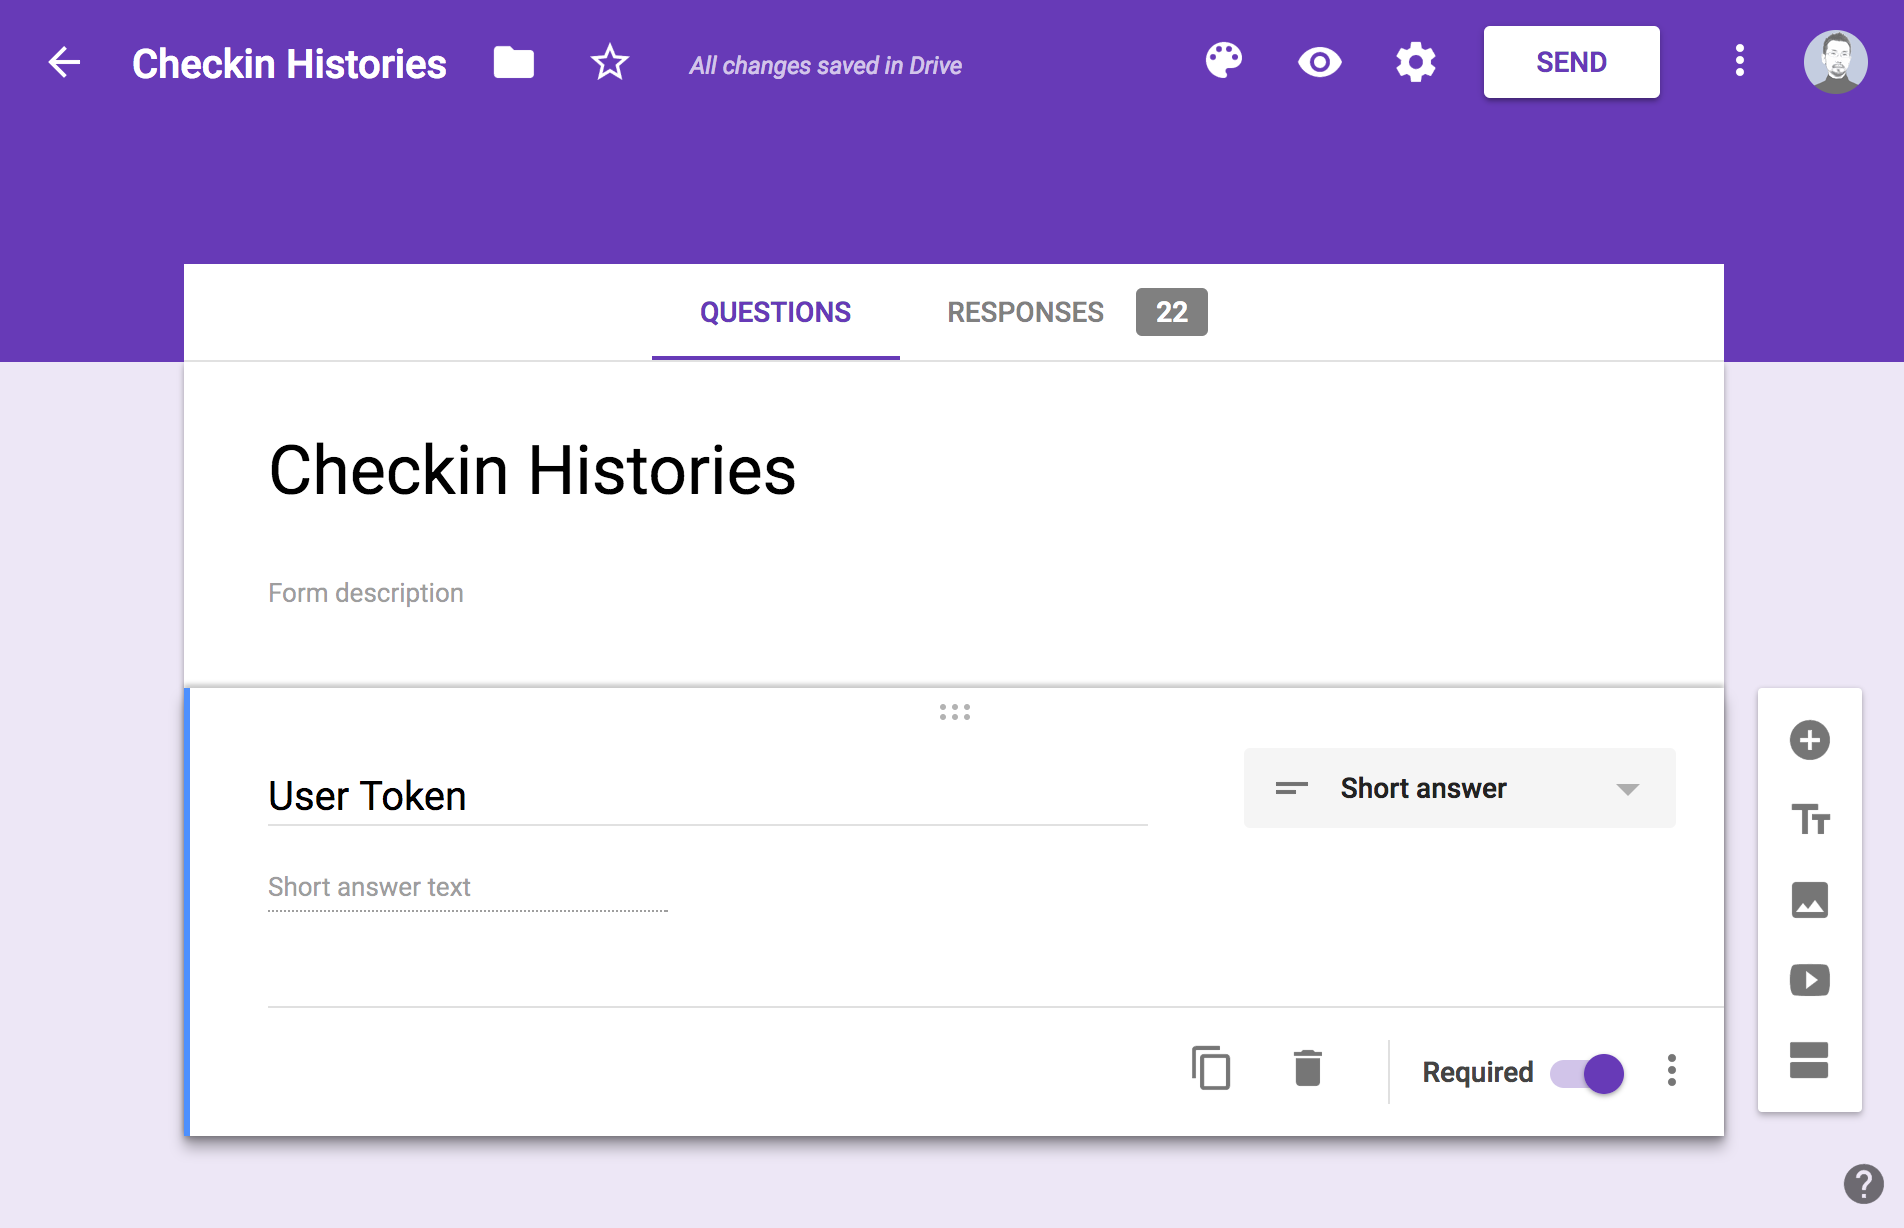 Checkin Histories
All changes saved in Drive
SEND
QUESTIONS
RESPONSES 22
Checkin Histories
Form description
User Token
Short answer
Short answer text
Required